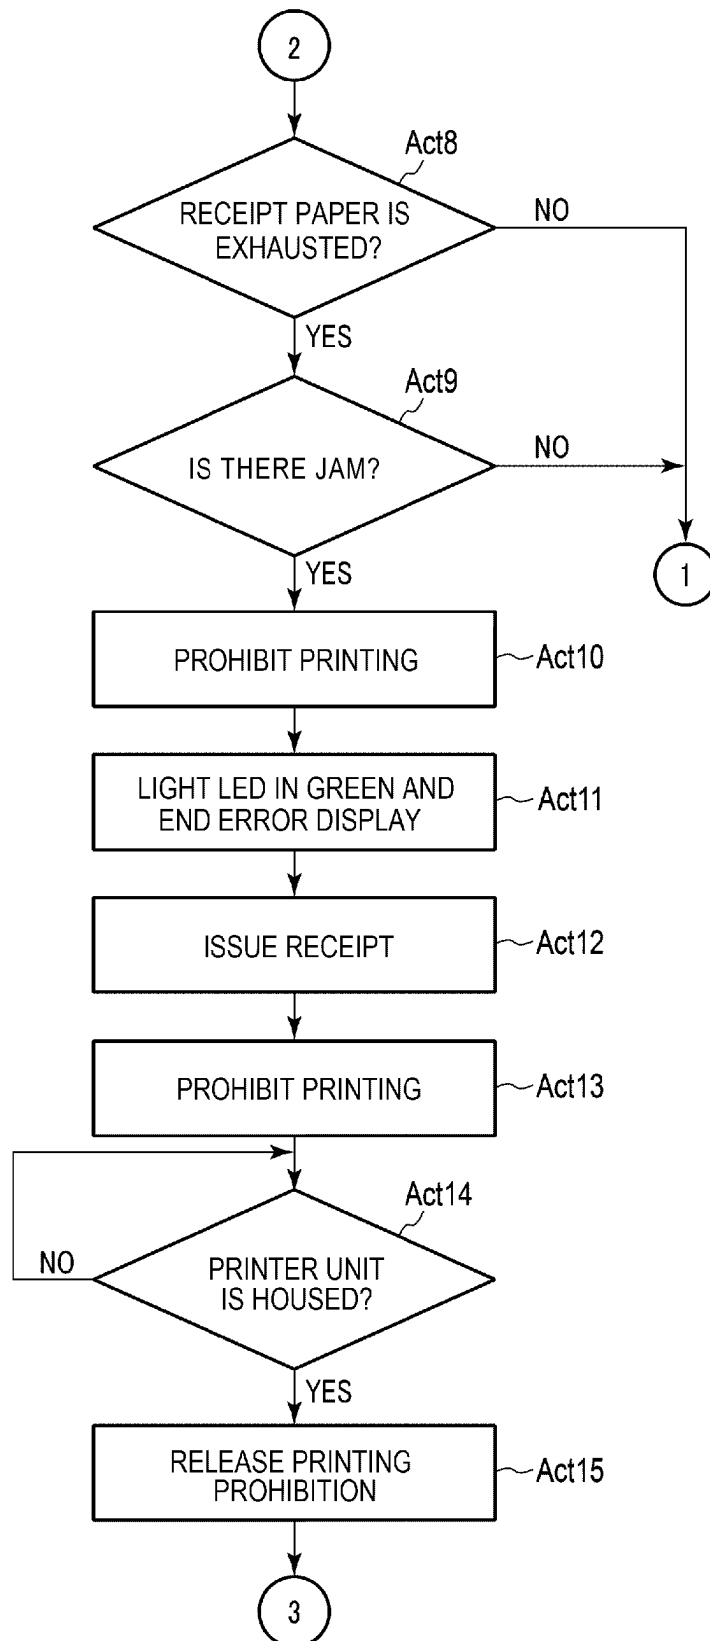 2
Act8
RECEIPT PAPER IS
EXHAUSTED?
NO
YES
Act9
IS THERE JAM?
NO
YES
1
PROHIBIT PRINTING
Act10
LIGHT LED IN GREEN AND
END ERROR DISPLAY
Act11
ISSUE RECEIPT
Act12
PROHIBIT PRINTING
Act13
Act14
PRINTER UNIT
IS HOUSED?
NO
YES
RELEASE PRINTING
PROHIBITION
Act15
3